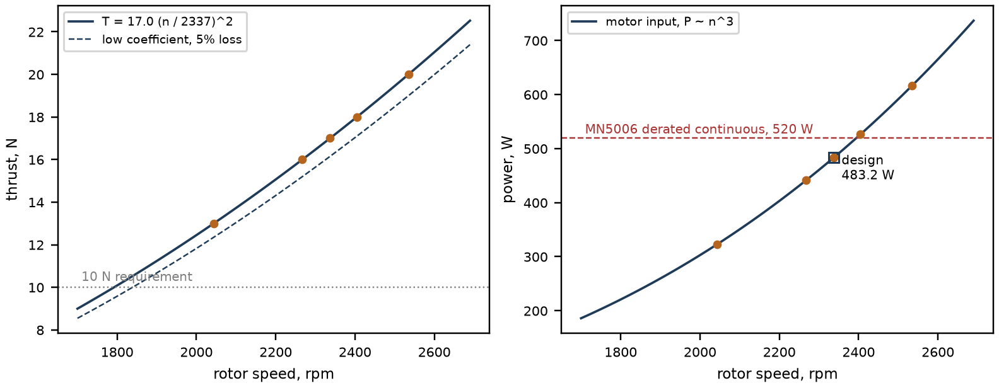 T = 17.0 (n / 2337)^2
low coefficient, 5% loss
22
20
18
16
14
12
10
8
thrust, N
10 N requirement
1800
2000
2200
2400
2600
rotor speed, rpm
motor input, P ~ n^3
700
600
500
400
300
200
power, W
MN5006 derated continuous, 520 W
design
483.2 W
1800
2000
2200
2400
2600
rotor speed, rpm